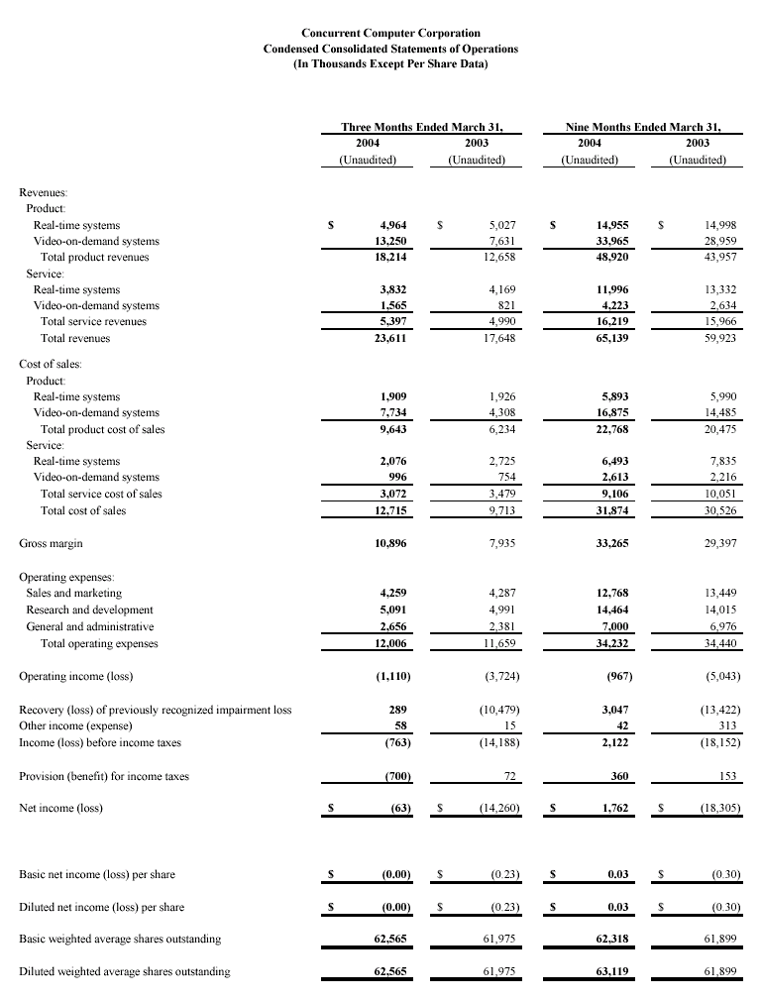 Concurrent Computer Corporation
Condensed Consolidated Statements of Operations
(In Thousands Except Per Share Data)
Three Months Ended March 31, Nine Months Ended March 31,
2004 2003 2004 2003
(Unaudited) (Unaudited) (Unaudited) (Unaudited)
Revenues:
Product:
Real-time systems $ 4,964 $ 5,027 $ 14,955 $ 14,998
Video-on-demand systems 13,250 7,631 33,965 28,959
Total product revenues 18,214 12,658 48,920 43,957
Service:
Real-time systems 3,832 4,169 11,996 13,332
Video-on-demand systems 1,565 821 4,223 2,634
Total service revenues 5,397 4,990 16,219 15,966
Total revenues 23,611 17,648 65,139 59,923
Cost of sales:
Product:
Real-time systems 1,909 1,926 5,893 5,990
Video-on-demand systems 7,734 4,308 16,875 14,485
Total product cost of sales 9,643 6,234 22,768 20,475
Service:
Real-time systems 2,076 2,725 6,493 7,835
Video-on-demand systems 996 754 2,613 2,216
Total service cost of sales 3,072 3,479 9,106 10,051
Total cost of sales 12,715 9,713 31,874 30,526
Gross margin 10,896 7,935 33,265 29,397
Operating expenses:
Sales and marketing 4,259 4,287 12,768 13,449
Research and development 5,091 4,991 14,464 14,015
General and administrative 2,656 2,381 7,000 6,976
Total operating expenses 12,006 11,659 34,232 34,440
Operating income (loss) (1,110) (3,724) (967) (5,043)
Recovery (loss) of previously recognized impairment loss 289 (10,479) 3,047 (13,422)
Other income (expense) 58 15 42 313
Income (loss) before income taxes (763) (14,188) 2,122 (18,152)
Provision (benefit) for income taxes (700) 72 360 153
Net income (loss) $ (63) $ (14,260) $ 1,762 $ (18,305)
Basic net income (loss) per share $ (0.00) $ (0.23) $ 0.03 $ (0.30)
Diluted net income (loss) per share $ (0.00) $ (0.23) $ 0.03 $ (0.30)
Basic weighted average shares outstanding 62,565 61,975 62,318 61,899
Diluted weighted average shares outstanding 62,565 61,975 63,119 61,899